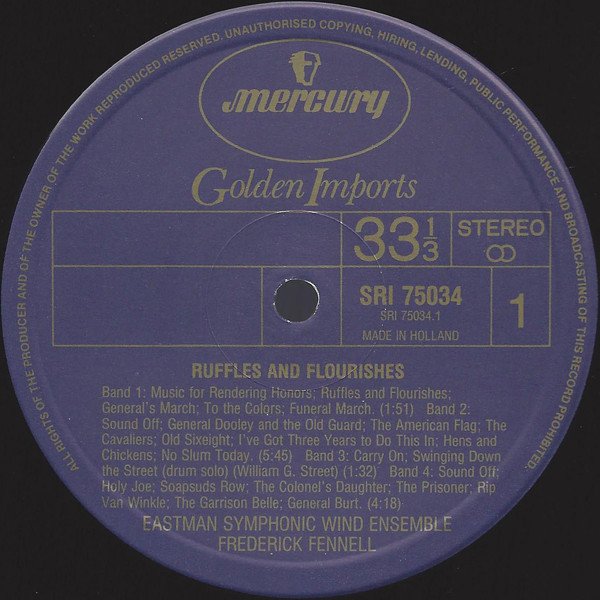 ALL RIGHTS OF THE PRODUCER AND OF THE OWNER OF THE WORK REPRODUCED RESERVED. UNAUTHORISED COPYING, HIRING, LENDING, PUBLIC PERFORMANCE AND BROADCASTING OF THIS RECORD PROHIBITED.
mercury
Golden Imports
33 1/3
STEREO
SRI 75034
SRI 75034.1
MADE IN HOLLAND
1
RUFFLES AND FLOURISHES
Band 1: Music for Rendering Honors; Ruffles and Flourishes;
General's March; To the Colors; Funeral March. (1:51) Band 2:
Sound Off; General Dooley and the Old Guard; The American Flag; The
Cavaliers; Old Sixeight; I've Got Three Years to Do This In; Hens and
Chickens; No Slum Today. (5:45) Band 3: Carry On; Swinging Down
the Street (drum solo) (William G. Street) (1:32) Band 4: Sound Off;
Holy Joe; Soapsuds Row; The Colonel's Daughter; The Prisoner; Rip
Van Winkle; The Garrison Belle; General Burt. (4:18)
EASTMAN SYMPHONIC WIND ENSEMBLE
FREDERICK FENNELL